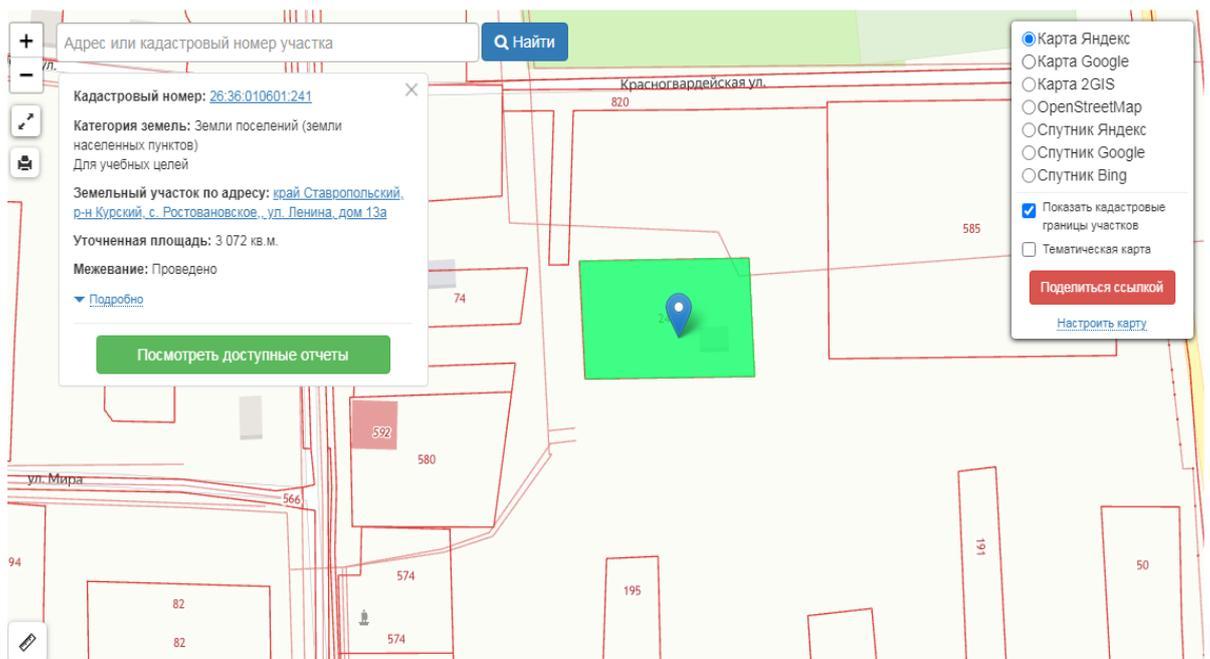 +
Адрес или кадастровый номер участка
Найти
−
ул.
Кадастровый номер: 26:36:010601:241
Категория земель: Земли поселений (земли
населенных пунктов)
Для учебных целей
Земельный участок по адресу: край Ставропольский,
р-н Курский, с. Ростовановское,, ул. Ленина, дом 13а
Уточненная площадь: 3 072 кв.м.
Межевание: Проведено
Подробно
Посмотреть доступные отчеты
Карта Яндекс
Карта Google
Карта 2GIS
OpenStreetMap
Спутник Яндекс
Спутник Google
Спутник Bing
Показать кадастровые
границы участков
Тематическая карта
Поделиться ссылкой
Настроить карту
Красногвардейская ул.
820
585
74
592
580
ул. Мира
566
94
574
82
195
191
50
82
574